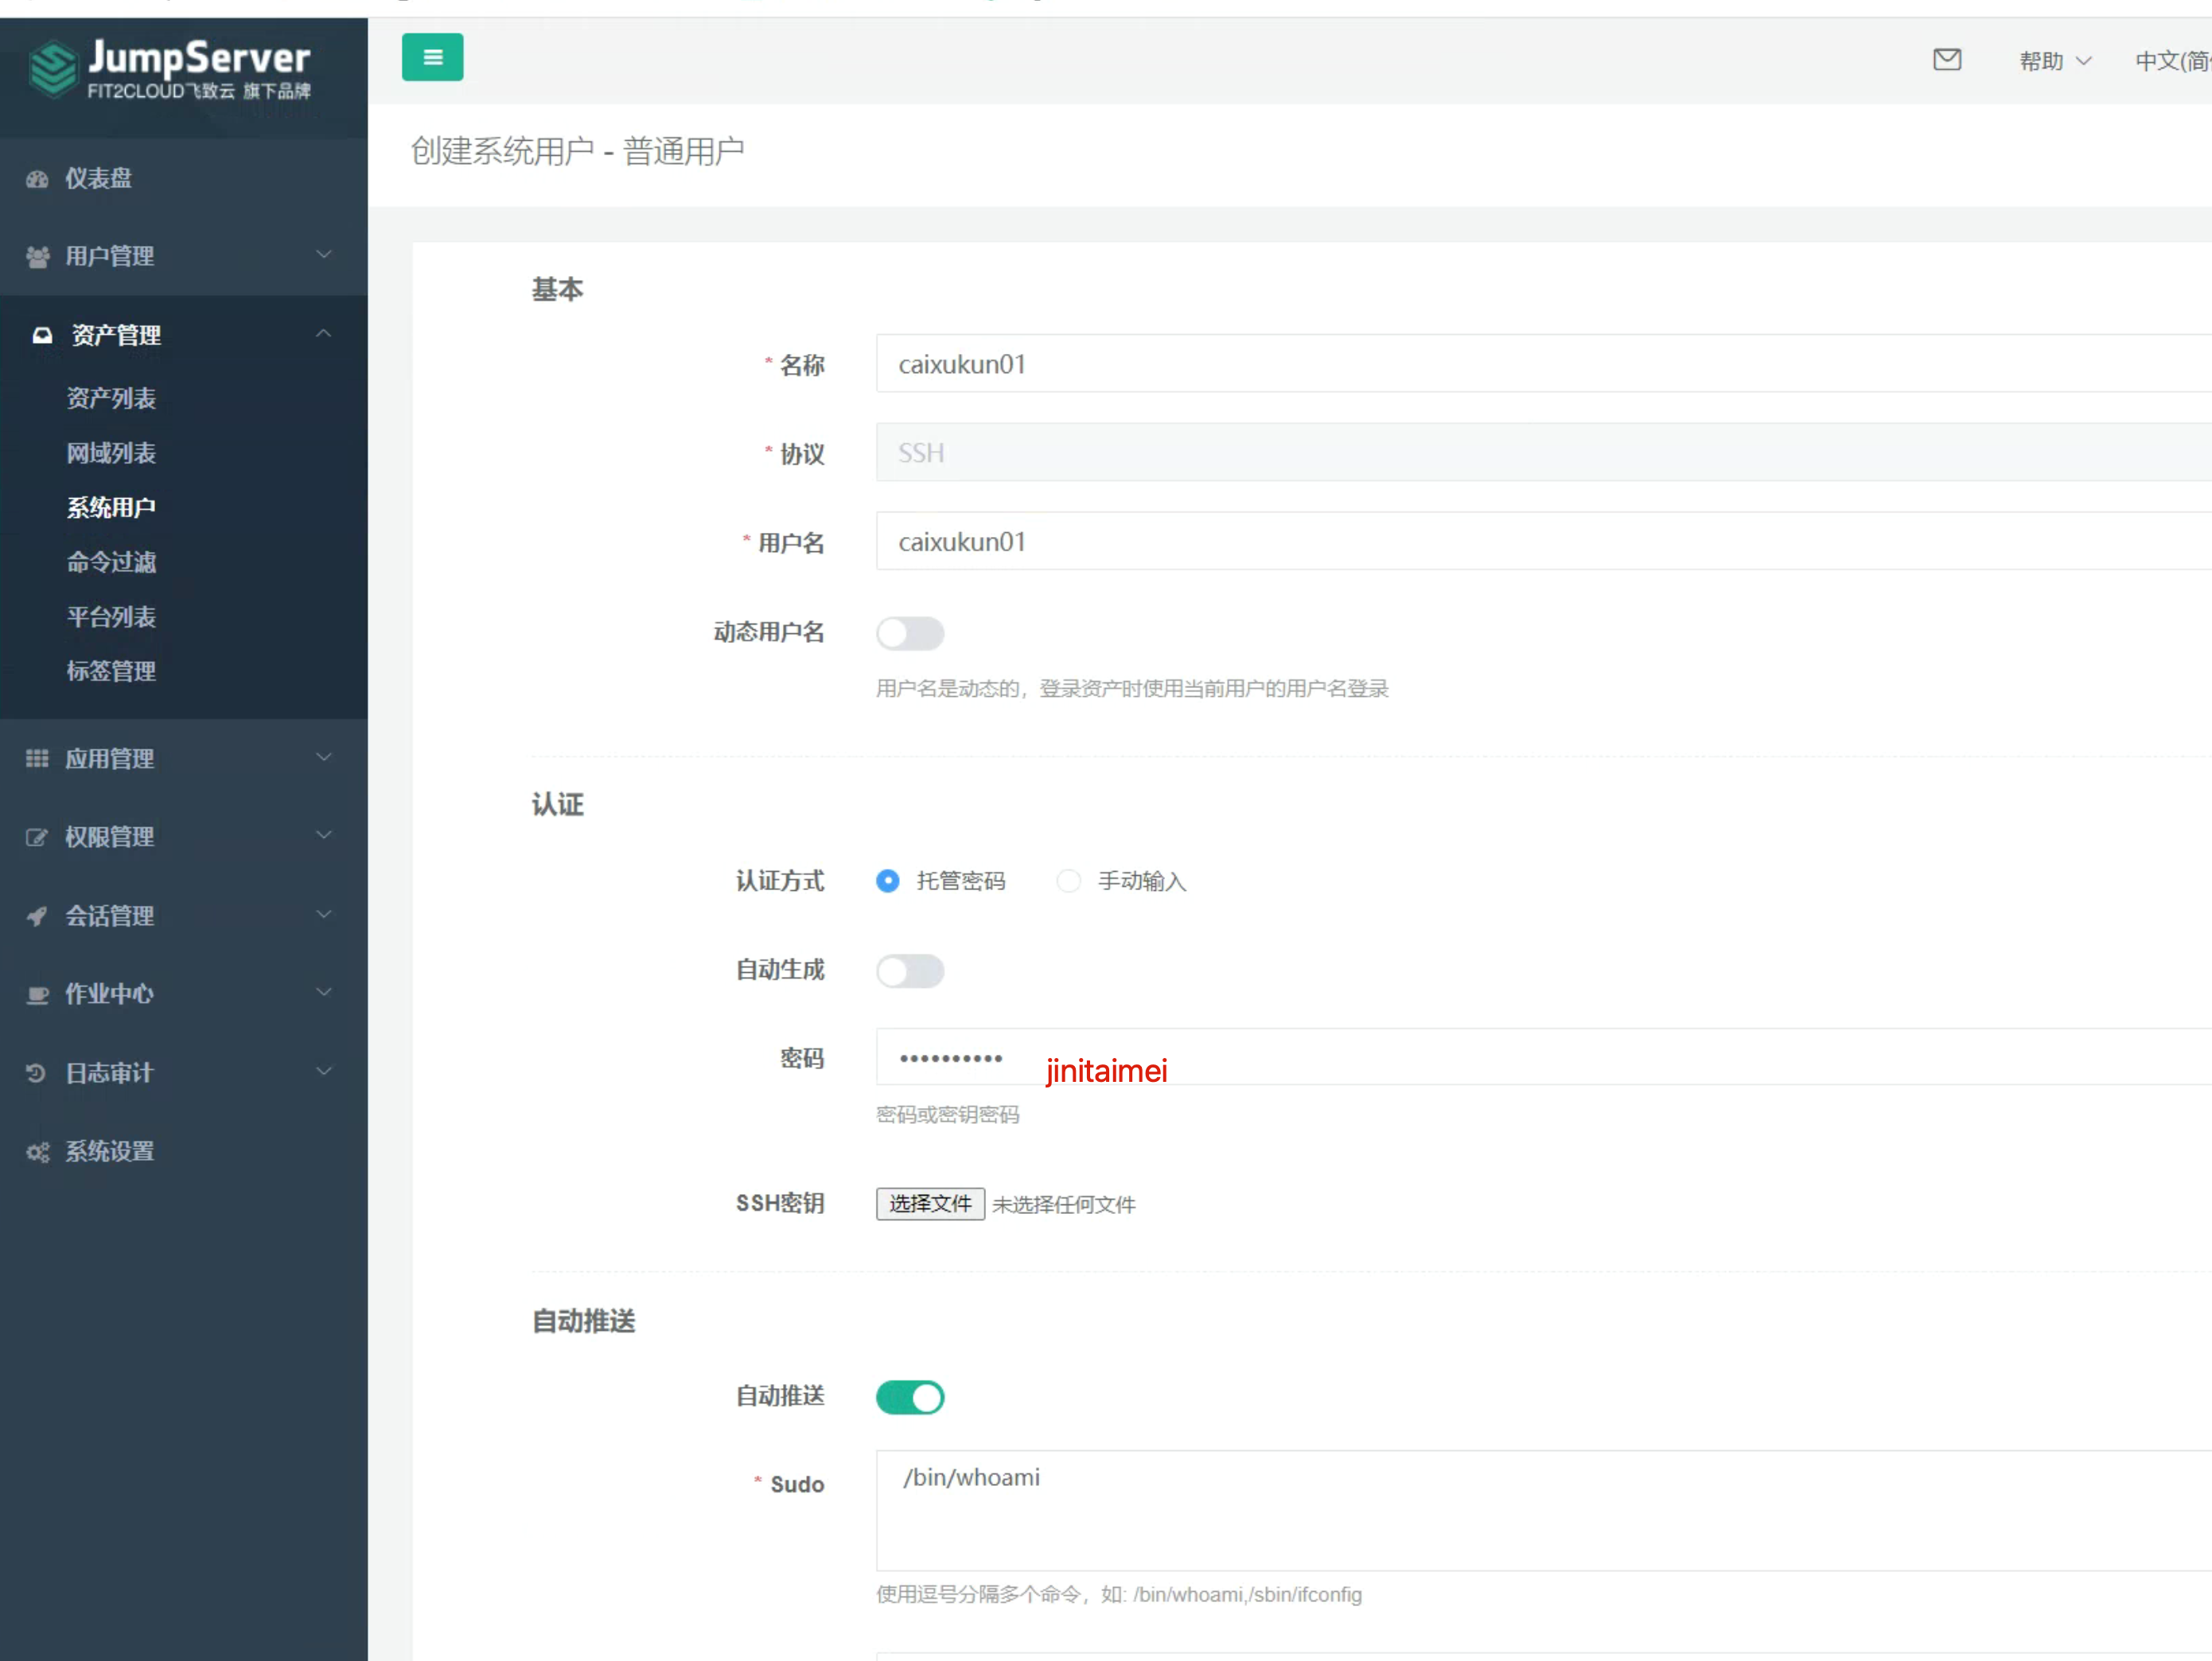 JumpServer
FIT2CLOUD飞致云 旗下品牌
帮助
中文(简
创建系统用户 - 普通用户
仪表盘
用户管理
资产管理
资产列表
网域列表
系统用户
命令过滤
平台列表
标签管理
应用管理
权限管理
会话管理
作业中心
日志审计
系统设置
基本
* 名称 caixukun01
* 协议 SSH
* 用户名 caixukun01
动态用户名
用户名是动态的，登录资产时使用当前用户的用户名登录
认证
认证方式 托管密码 手动输入
自动生成
密码 •••••••••• jinitaimei
密码或密钥密码
SSH密钥 选择文件 未选择任何文件
自动推送
自动推送
* Sudo /bin/whoami
使用逗号分隔多个命令，如: /bin/whoami,/sbin/ifconfig